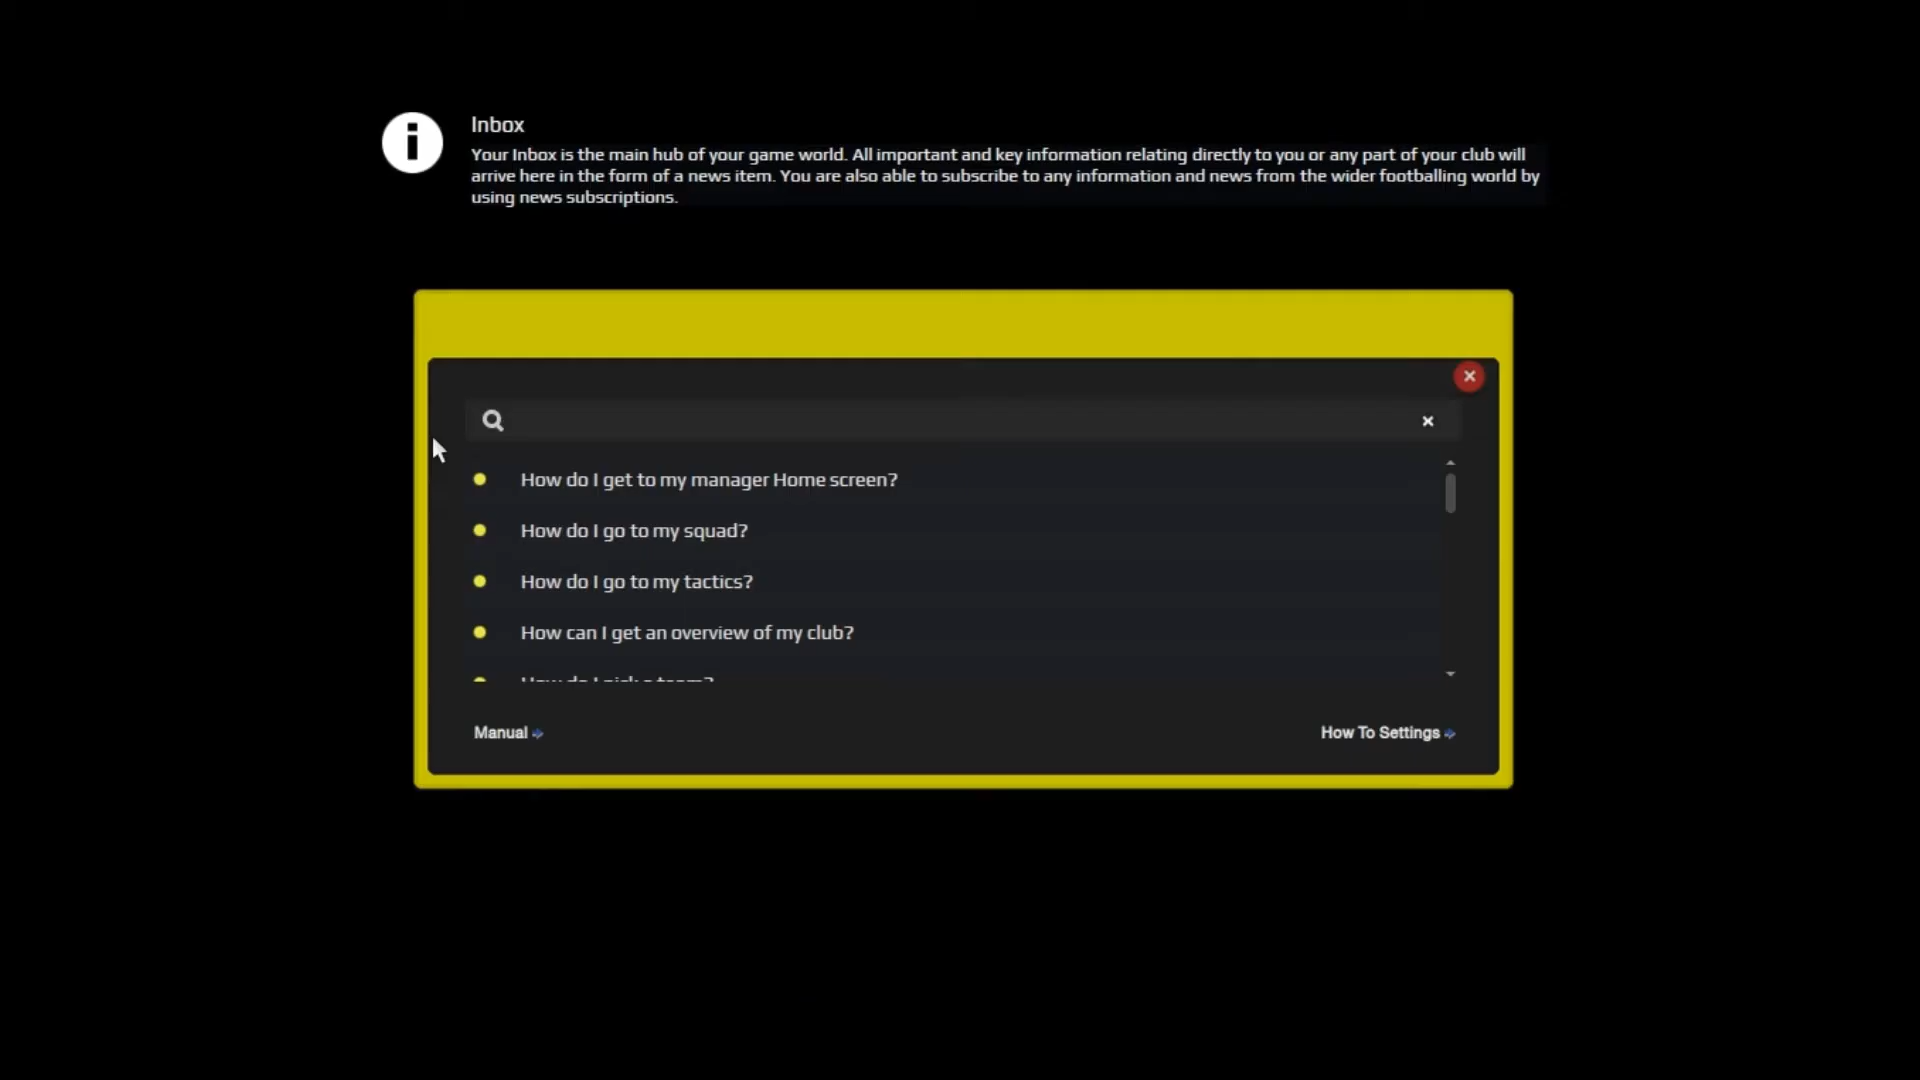 Inbox
Your Inbox is the main hub of your game world. All important and key information relating directly to you or any part of your club will
arrive here in the form of a news item. You are also able to subscribe to any information and news from the wider footballing world by
using news subscriptions.
How do I get to my manager Home screen?
How do I go to my squad?
How do I go to my tactics?
How can I get an overview of my club?
How do I pick a team?
Manual
How To Settings